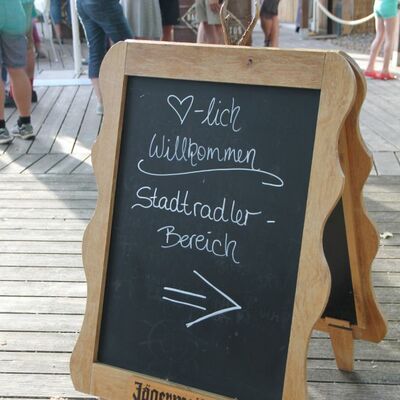 ♡-lich
Willkommen
Stadtradler-
Bereich
⇒